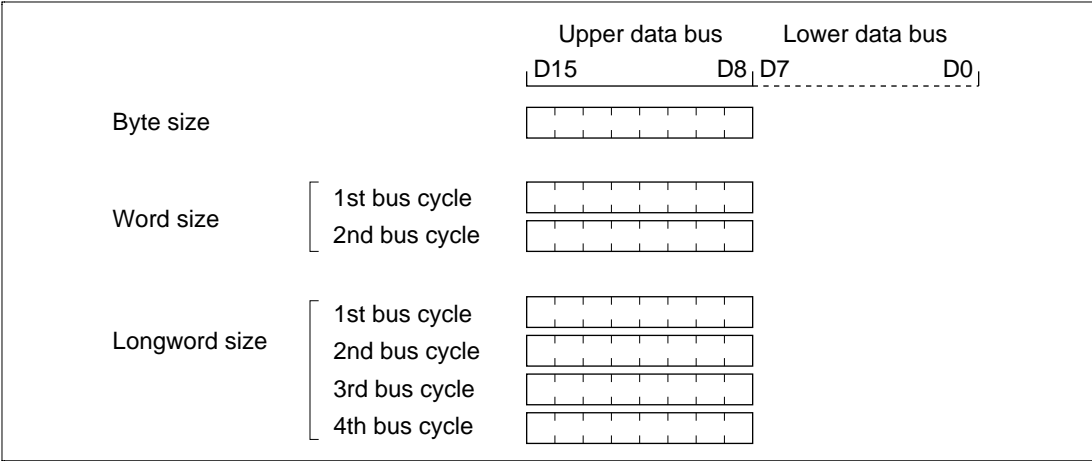 Upper data bus Lower data bus
D15 D8 D7 D0
Byte size
Word size
1st bus cycle
2nd bus cycle
Longword size
1st bus cycle
2nd bus cycle
3rd bus cycle
4th bus cycle